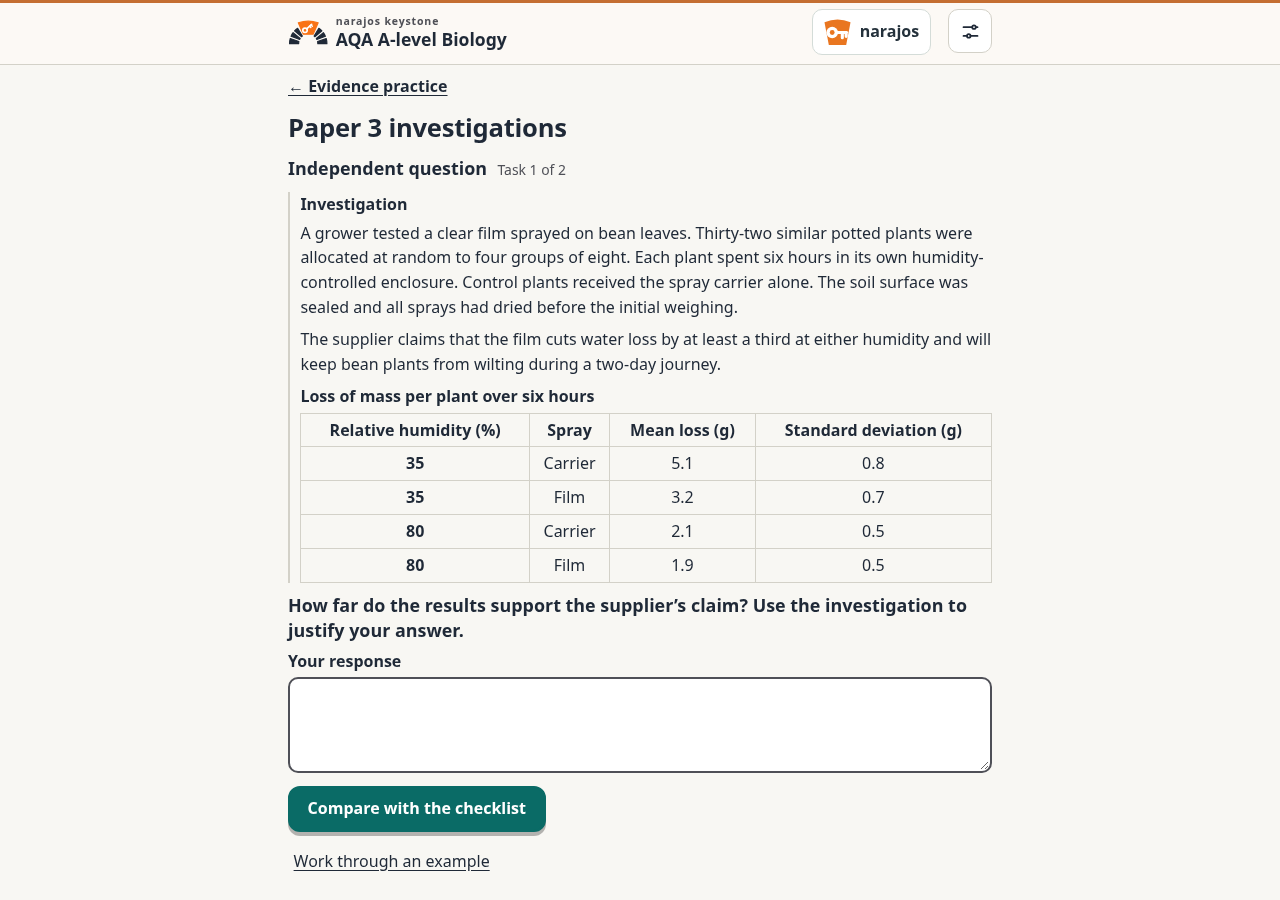 narajos keystone
AQA A-level Biology
narajos
← Evidence practice
Paper 3 investigations
Independent question Task 1 of 2
Investigation
A grower tested a clear film sprayed on bean leaves. Thirty-two similar potted plants were
allocated at random to four groups of eight. Each plant spent six hours in its own humidity-
controlled enclosure. Control plants received the spray carrier alone. The soil surface was
sealed and all sprays had dried before the initial weighing.
The supplier claims that the film cuts water loss by at least a third at either humidity and will
keep bean plants from wilting during a two-day journey.
Loss of mass per plant over six hours
Relative humidity (%) Spray Mean loss (g) Standard deviation (g)
35 Carrier 5.1 0.8
35 Film 3.2 0.7
80 Carrier 2.1 0.5
80 Film 1.9 0.5
How far do the results support the supplier’s claim? Use the investigation to
justify your answer.
Your response
Compare with the checklist
Work through an example